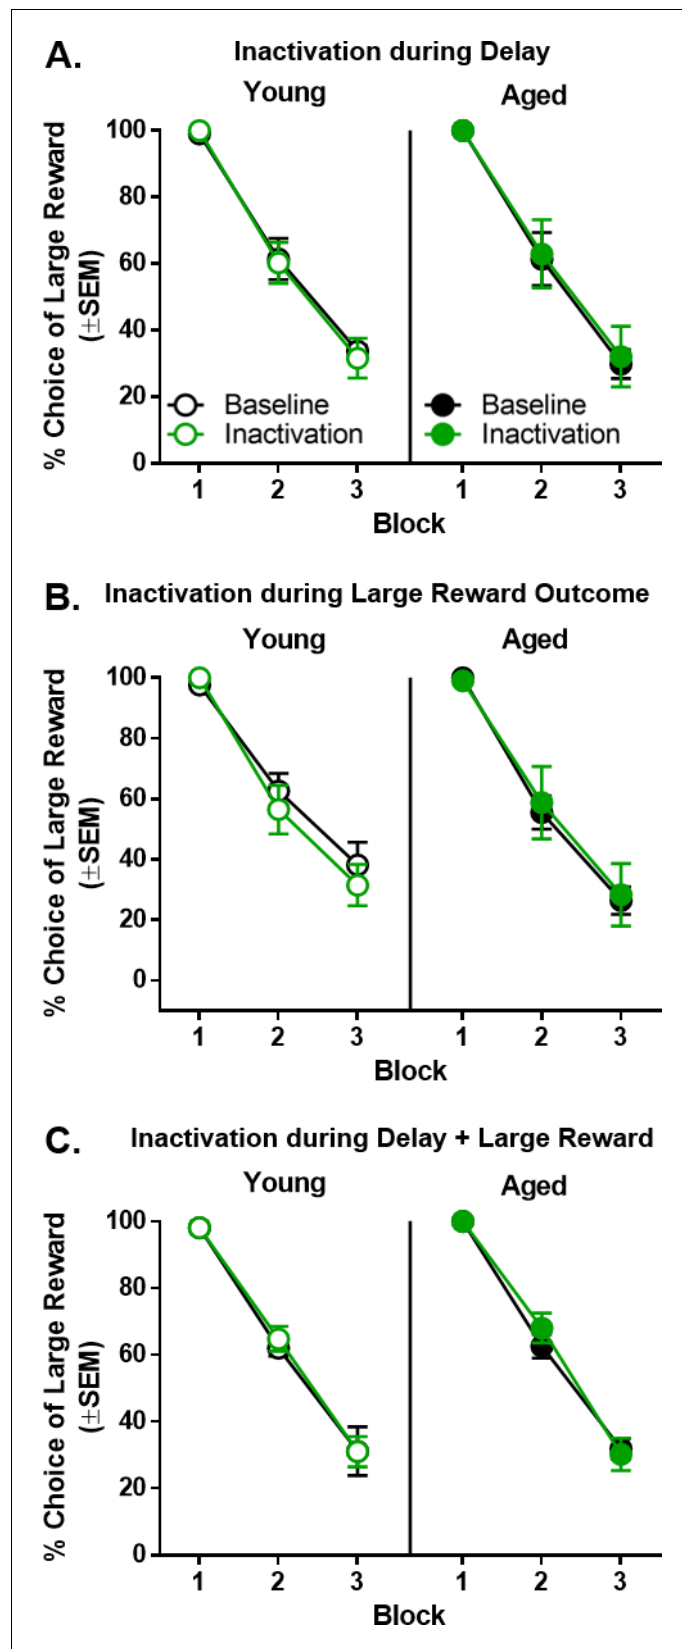 A. Inactivation during Delay
Young Aged
% Choice of Large Reward
(±SEM)
100
80
60
40
20
0
Baseline
Inactivation
Baseline
Inactivation
1 2 3 1 2 3
Block
B. Inactivation during Large Reward Outcome
Young Aged
% Choice of Large Reward
(±SEM)
100
80
60
40
20
0
1 2 3 1 2 3
Block
C. Inactivation during Delay + Large Reward
Young Aged
% Choice of Large Reward
(±SEM)
100
80
60
40
20
0
1 2 3 1 2 3
Block